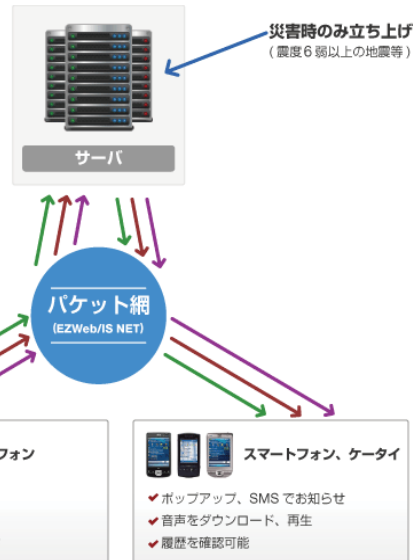 災害時のみ立ち上げ
(震度6弱以上の地震等)
サーバ
パケット網
(EZWeb/IS NET)
フォン
スマートフォン、ケータイ
ポップアップ、SMSでお知らせ
音声をダウンロード、再生
履歴を確認可能